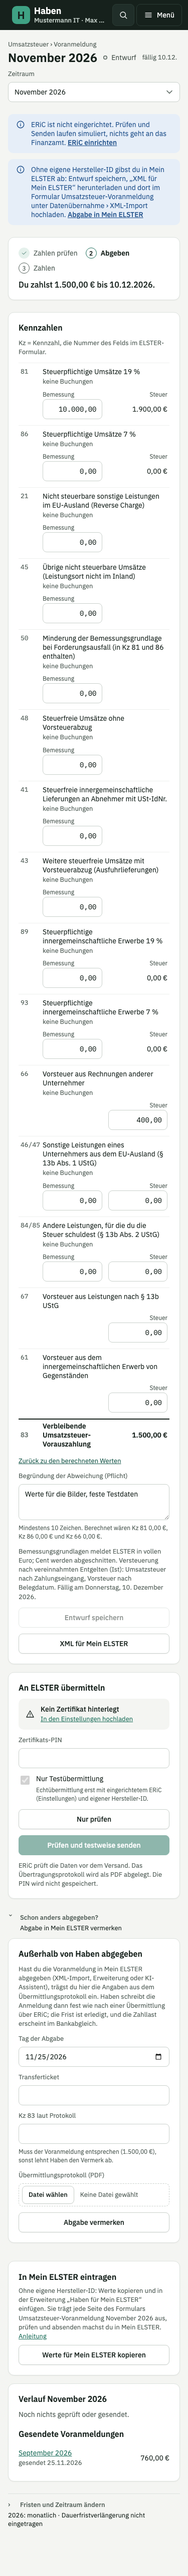 H
Haben
Mustermann IT · Max ...
Menü
Umsatzsteuer › Voranmeldung
November 2026
Entwurf
fällig 10.12.
Zeitraum
November 2026
ERiC ist nicht eingerichtet. Prüfen und
Senden laufen simuliert, nichts geht an das
Finanzamt. ERiC einrichten
Ohne eigene Hersteller-ID gibst du in Mein
ELSTER ab: Entwurf speichern, „XML für
Mein ELSTER“ herunterladen und dort im
Formular Umsatzsteuer-Voranmeldung
unter Datenübernahme › XML-Import
hochladen. Abgabe in Mein ELSTER
Zahlen prüfen
2 Abgeben
3 Zahlen
Du zahlst 1.500,00 € bis 10.12.2026.
Kennzahlen
Kz = Kennzahl, die Nummer des Felds im ELSTER-
Formular.
81 Steuerpflichtige Umsätze 19 %
keine Buchungen
Bemessung Steuer
10.000,00 1.900,00 €
86 Steuerpflichtige Umsätze 7 %
keine Buchungen
Bemessung Steuer
0,00 0,00 €
21 Nicht steuerbare sonstige Leistungen
im EU-Ausland (Reverse Charge)
keine Buchungen
Bemessung
0,00
45 Übrige nicht steuerbare Umsätze
(Leistungsort nicht im Inland)
keine Buchungen
Bemessung
0,00
50 Minderung der Bemessungsgrundlage
bei Forderungsausfall (in Kz 81 und 86
enthalten)
keine Buchungen
Bemessung
0,00
48 Steuerfreie Umsätze ohne
Vorsteuerabzug
keine Buchungen
Bemessung
0,00
41 Steuerfreie innergemeinschaftliche
Lieferungen an Abnehmer mit USt-IdNr.
keine Buchungen
Bemessung
0,00
43 Weitere steuerfreie Umsätze mit
Vorsteuerabzug (Ausfuhrlieferungen)
keine Buchungen
Bemessung
0,00
89 Steuerpflichtige
innergemeinschaftliche Erwerbe 19 %
keine Buchungen
Bemessung Steuer
0,00 0,00 €
93 Steuerpflichtige
innergemeinschaftliche Erwerbe 7 %
keine Buchungen
Bemessung Steuer
0,00 0,00 €
66 Vorsteuer aus Rechnungen anderer
Unternehmer
keine Buchungen
Steuer
400,00
46/47 Sonstige Leistungen eines
Unternehmers aus dem EU-Ausland (§
13b Abs. 1 UStG)
keine Buchungen
Bemessung Steuer
0,00 0,00
84/85 Andere Leistungen, für die du die
Steuer schuldest (§ 13b Abs. 2 UStG)
keine Buchungen
Bemessung Steuer
0,00 0,00
67 Vorsteuer aus Leistungen nach § 13b
UStG
Steuer
0,00
61 Vorsteuer aus dem
innergemeinschaftlichen Erwerb von
Gegenständen
Steuer
0,00
83 Verbleibende
Umsatzsteuer-
Vorauszahlung
1.500,00 €
Zurück zu den berechneten Werten
Begründung der Abweichung (Pflicht)
Werte für die Bilder, feste Testdaten
Mindestens 10 Zeichen. Berechnet wären Kz 81 0,00 €,
Kz 86 0,00 € und Kz 66 0,00 €.
Bemessungsgrundlagen meldet ELSTER in vollen
Euro; Cent werden abgeschnitten. Versteuerung
nach vereinnahmten Entgelten (Ist): Umsatzsteuer
nach Zahlungseingang, Vorsteuer nach
Belegdatum. Fällig am Donnerstag, 10. Dezember
2026.
Entwurf speichern
XML für Mein ELSTER
An ELSTER übermitteln
Kein Zertifikat hinterlegt
In den Einstellungen hochladen
Zertifikats-PIN
Nur Testübermittlung
Echtübermittlung erst mit eingerichtetem ERiC
(Einstellungen) und eigener Hersteller-ID.
Nur prüfen
Prüfen und testweise senden
ERiC prüft die Daten vor dem Versand. Das
Übertragungsprotokoll wird als PDF abgelegt. Die
PIN wird nicht gespeichert.
Schon anders abgegeben?
Abgabe in Mein ELSTER vermerken
Außerhalb von Haben abgegeben
Hast du die Voranmeldung in Mein ELSTER
abgegeben (XML-Import, Erweiterung oder KI-
Assistent), trägst du hier die Angaben aus dem
Übermittlungsprotokoll ein. Haben schreibt die
Anmeldung dann fest wie nach einer Übermittlung
über ERiC; die Frist ist erledigt, und der Zahllast
erscheint im Bankabgleich.
Tag der Abgabe
11/25/2026
Transferticket
Kz 83 laut Protokoll
Muss der Voranmeldung entsprechen (1.500,00 €),
sonst lehnt Haben den Vermerk ab.
Übermittlungsprotokoll (PDF)
Datei wählen Keine Datei gewählt
Abgabe vermerken
In Mein ELSTER eintragen
Ohne eigene Hersteller-ID: Werte kopieren und in
der Erweiterung „Haben für Mein ELSTER“
einfügen. Sie trägt jede Seite des Formulars
Umsatzsteuer-Voranmeldung November 2026 aus,
prüfen und absenden machst du in Mein ELSTER.
Anleitung
Werte für Mein ELSTER kopieren
Verlauf November 2026
Noch nichts geprüft oder gesendet.
Gesendete Voranmeldungen
September 2026
gesendet 25.11.2026
760,00 €
› Fristen und Zeitraum ändern
2026: monatlich · Dauerfristverlängerung nicht
eingetragen